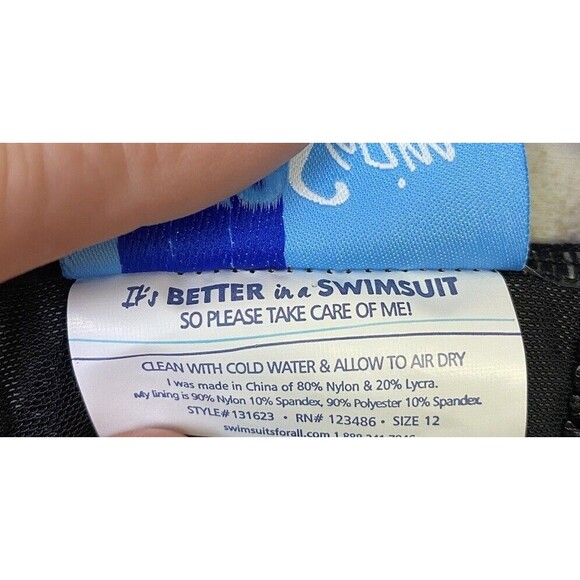 It's BETTER in a SWIMSUIT
SO PLEASE TAKE CARE OF ME!
CLEAN WITH COLD WATER & ALLOW TO AIR DRY
I was made in China of 80% Nylon & 20% Lycra.
My lining is 90% Nylon 10% Spandex, 90% Polyester 10% Spandex.
STYLE# 131623 • RN# 123486 • SIZE 12
swimsuitsforall.com